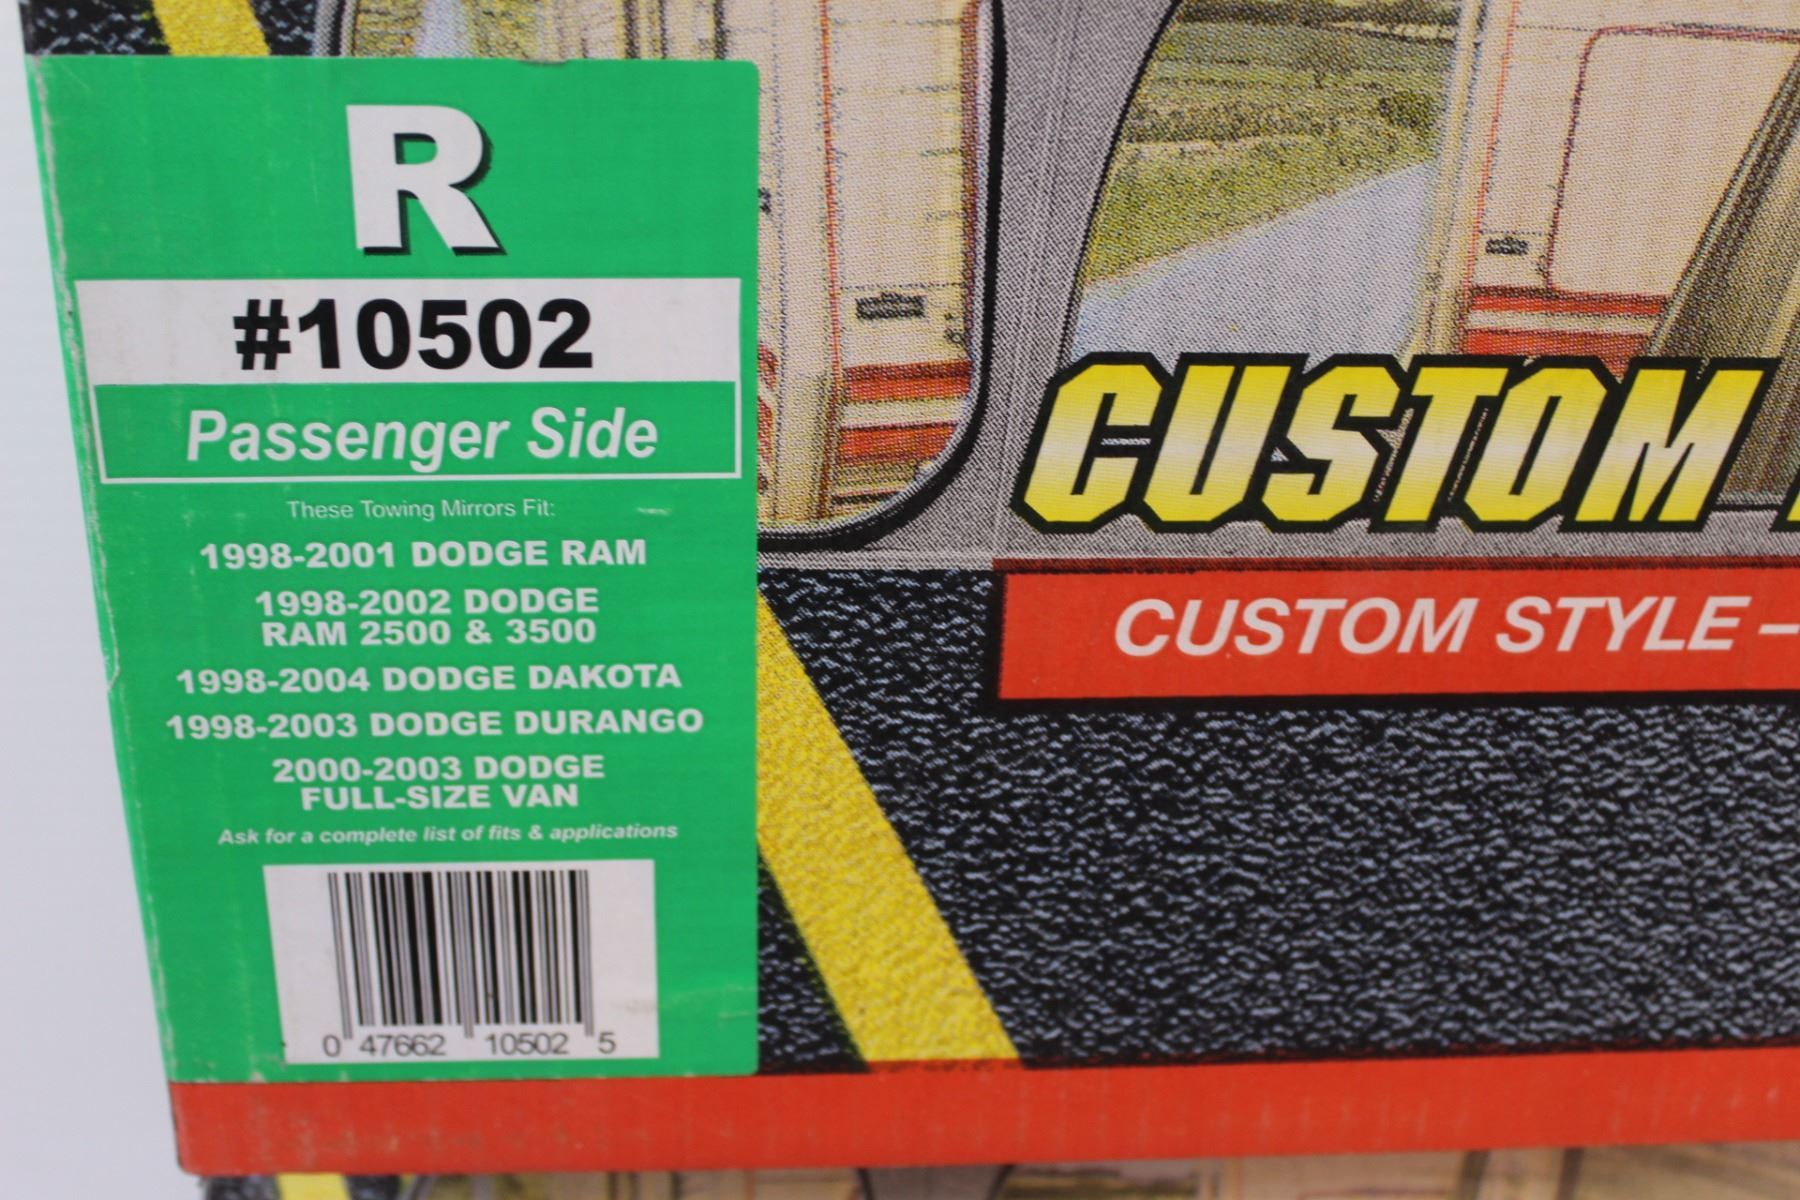 R
#10502
Passenger Side
These Towing Mirrors Fit:
1998-2001 DODGE RAM
1998-2002 DODGE
RAM 2500 & 3500
1998-2004 DODGE DAKOTA
1998-2003 DODGE DURANGO
2000-2003 DODGE
FULL-SIZE VAN
Ask for a complete list of fits & applications
0 47662 10502 5
CUSTOM
CUSTOM STYLE –